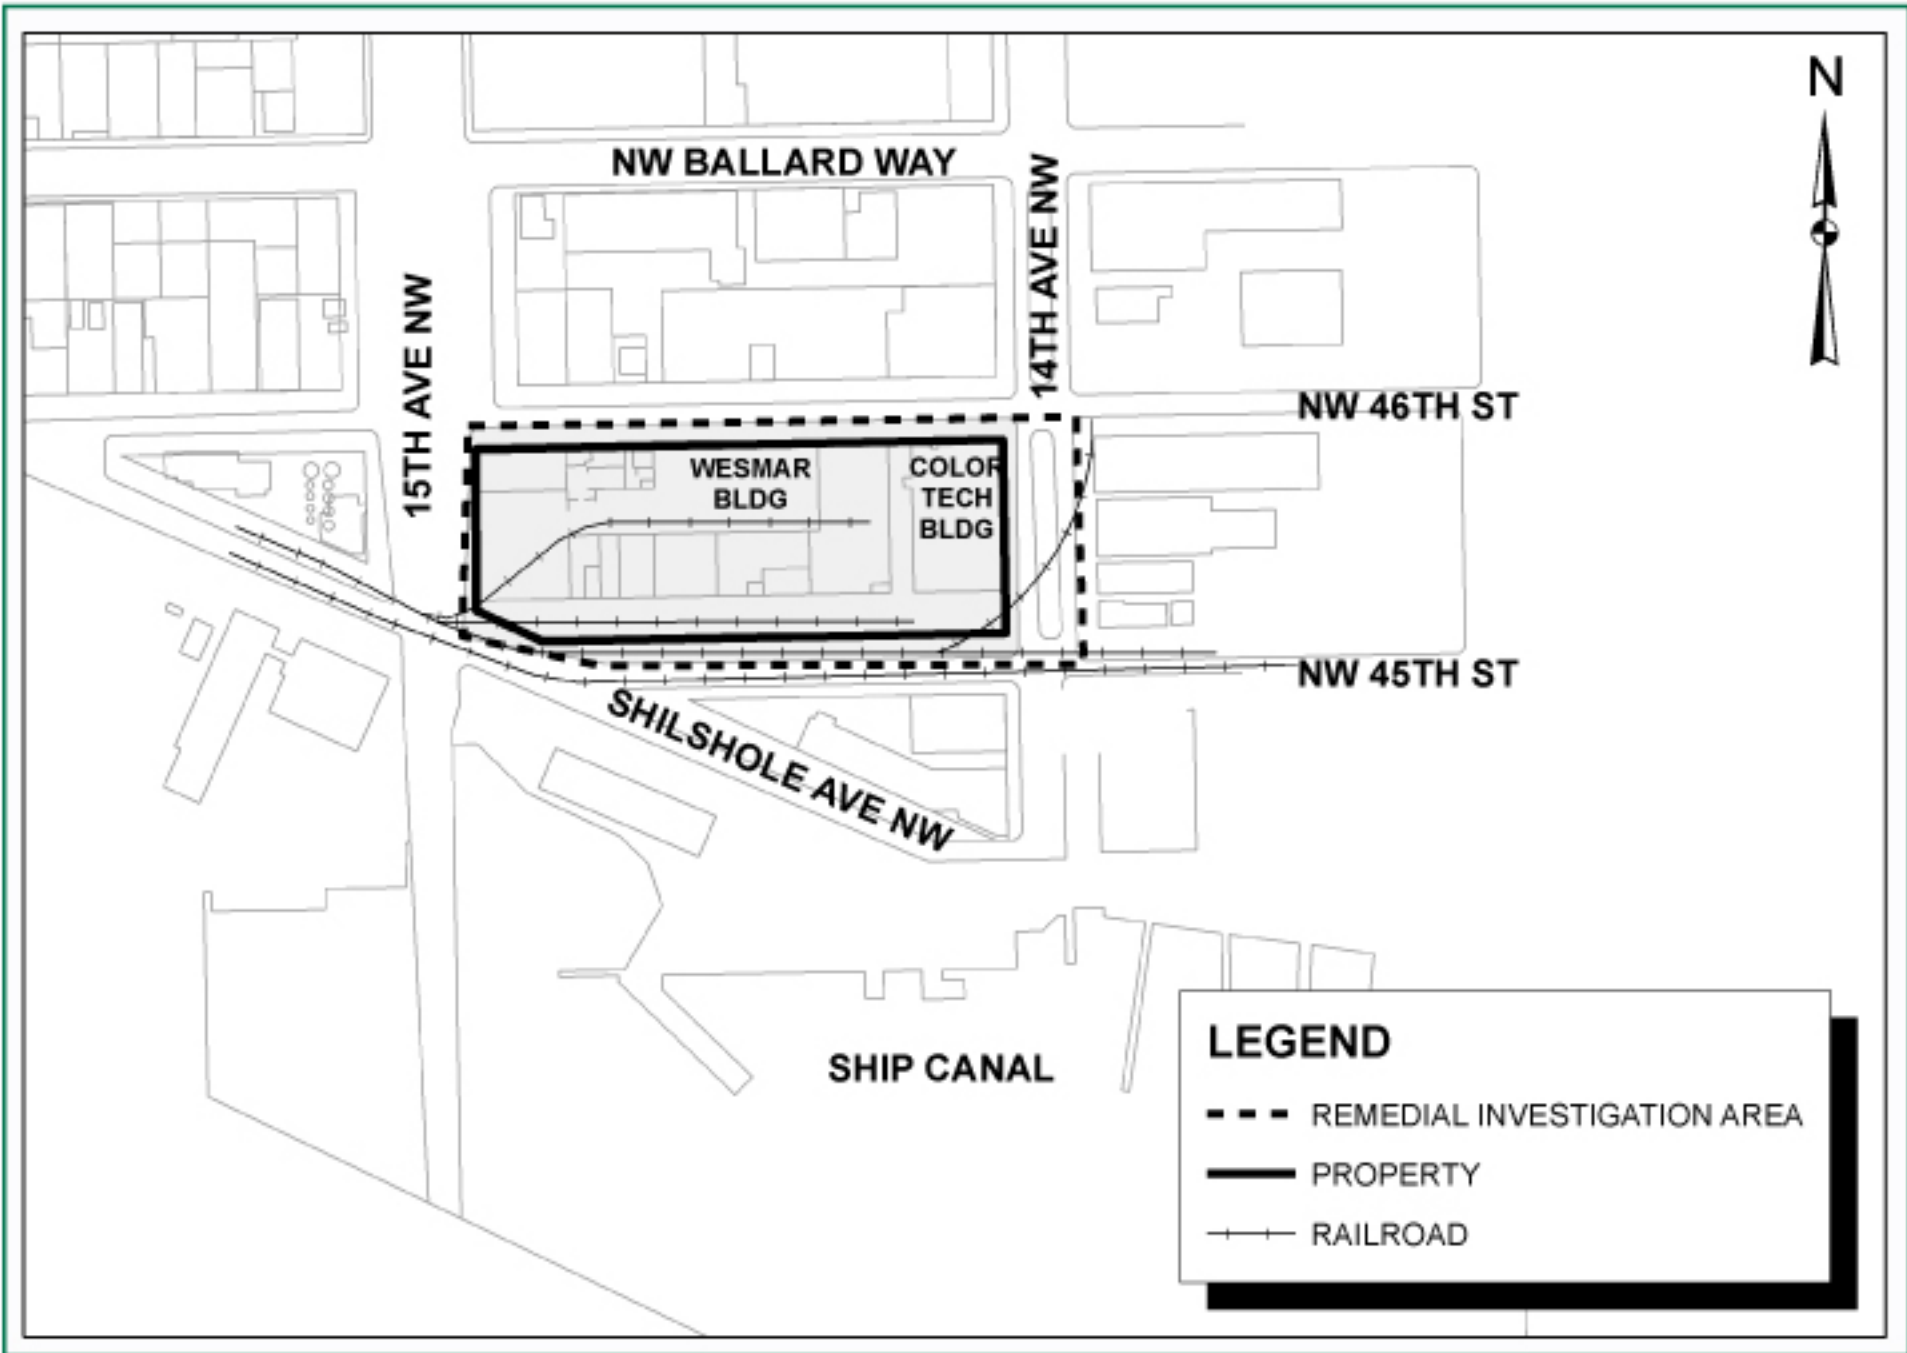 N
NW BALLARD WAY
14TH AVE NW
15TH AVE NW
NW 46TH ST
WESMAR
BLDG
COLOR
TECH
BLDG
NW 45TH ST
SHILSHOLE AVE NW
SHIP CANAL
LEGEND
REMEDIAL INVESTIGATION AREA
PROPERTY
RAILROAD